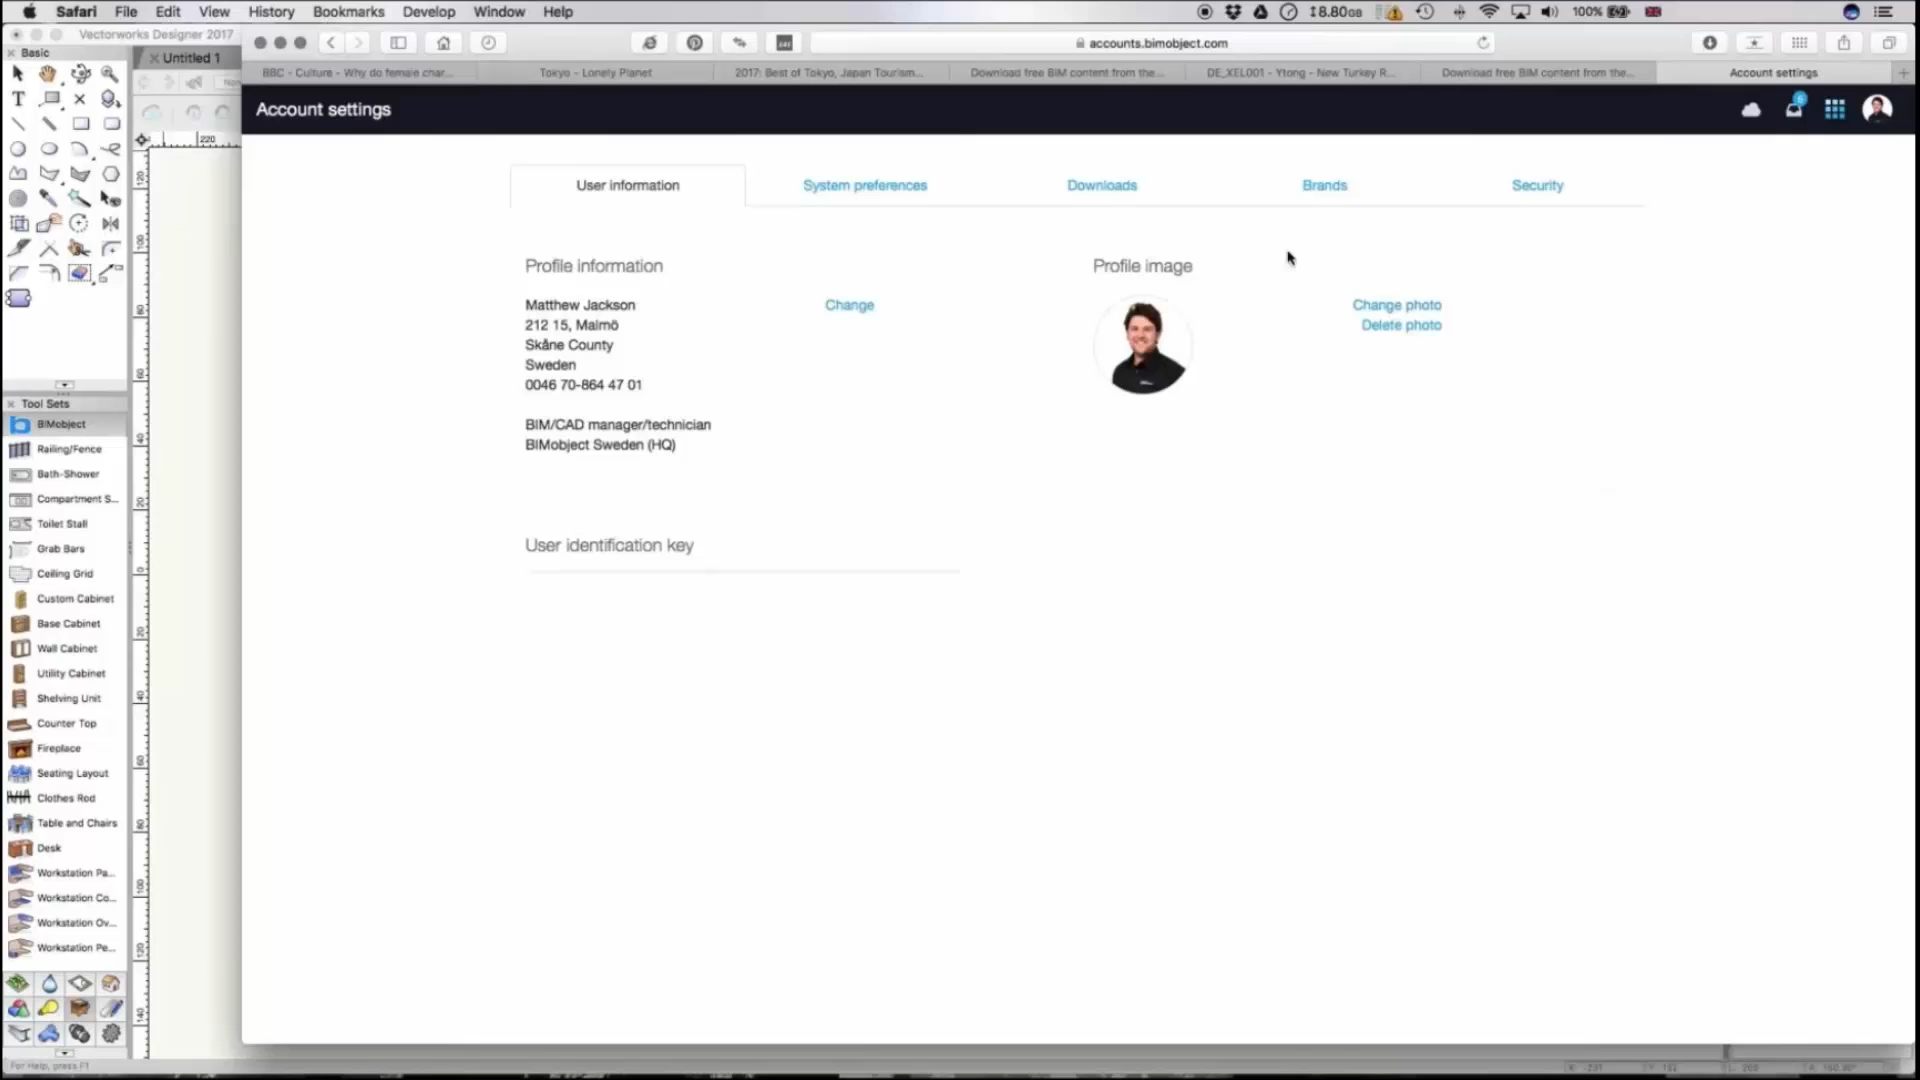 Safari File Edit View History Bookmarks Develop Window Help 18.80GB 100%
Vectorworks Designer 2017
accounts.bimobject.com
Basic
Untitled 1
BBC - Culture - Why do female char...
Tokyo - Lonely Planet
2017: Best of Tokyo, Japan Tourism...
Download free BIM content from the...
DE_XEL001 - Ytong - New Turkey R...
Download free BIM content from the...
Account settings
Account settings
220
User information
System preferences
Downloads
Brands
Security
Profile information
Profile image
Matthew Jackson
Change
Change photo
212 15, Malmö
Delete photo
Skåne County
Sweden
0046 70-864 47 01
BIM/CAD manager/technician
BIMobject Sweden (HQ)
User identification key
Tool Sets
BIMobject
Railing/Fence
Bath-Shower
Compartment S...
Toilet Stall
Grab Bars
Ceiling Grid
Custom Cabinet
Base Cabinet
Wall Cabinet
Utility Cabinet
Shelving Unit
Counter Top
Fireplace
Seating Layout
Clothes Rod
Table and Chairs
Desk
Workstation Pa...
Workstation Co...
Workstation Ov...
Workstation Pe...
For Help, press F1